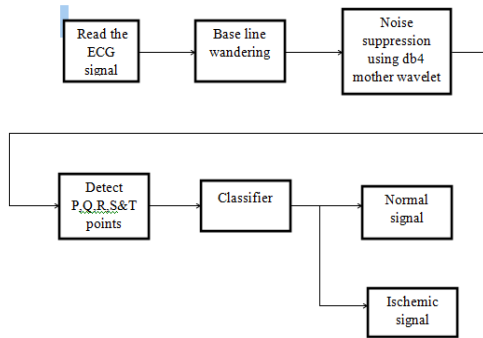 Read the
ECG
signal
Base line
wandering
Noise
suppression
using db4
mother wavelet
Detect
P,Q,R,S&T
points
Classifier
Normal
signal
Ischemic
signal